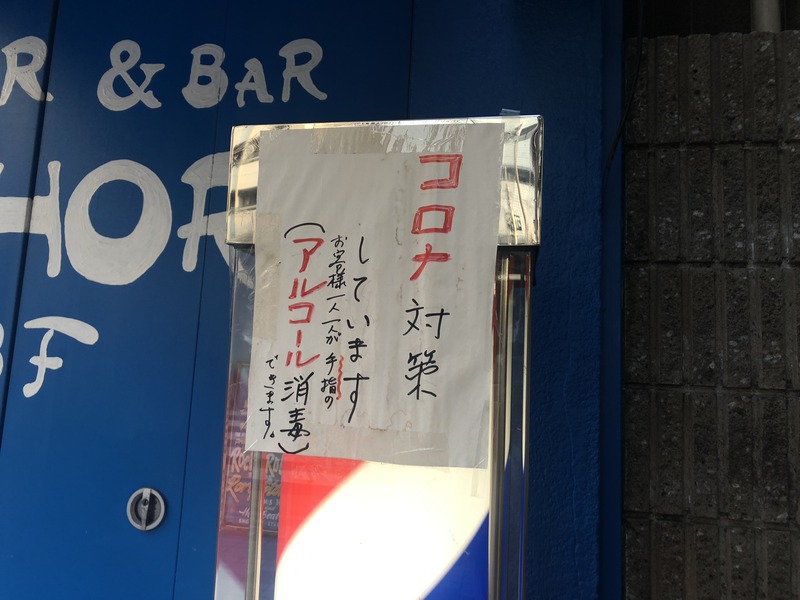 R & BAR
HOR
BF
コロナ対策
しています
お客様一人一人が手指の
(アルコール消毒)
できます。